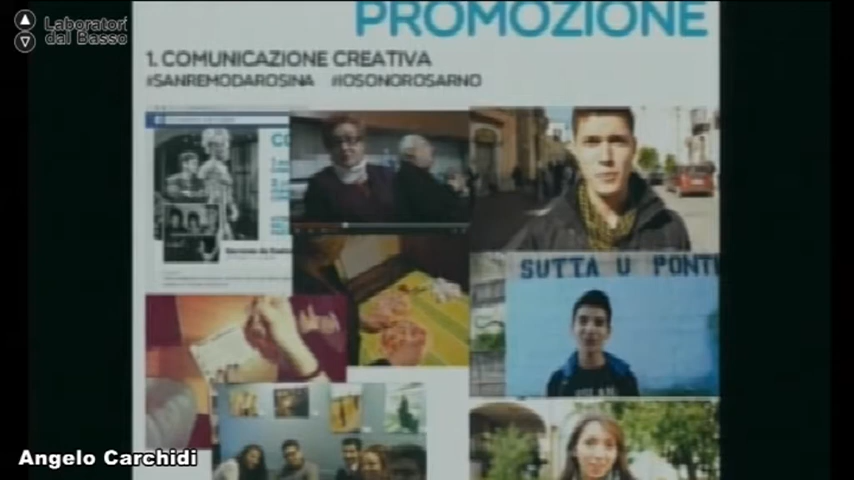 PROMOZIONE
Laboratori
dal Basso
1. COMUNICAZIONE CREATIVA
#SANREMODAROSINA #IOSONOROSARNO
SUTTA U PONTI
Angelo Carchidi